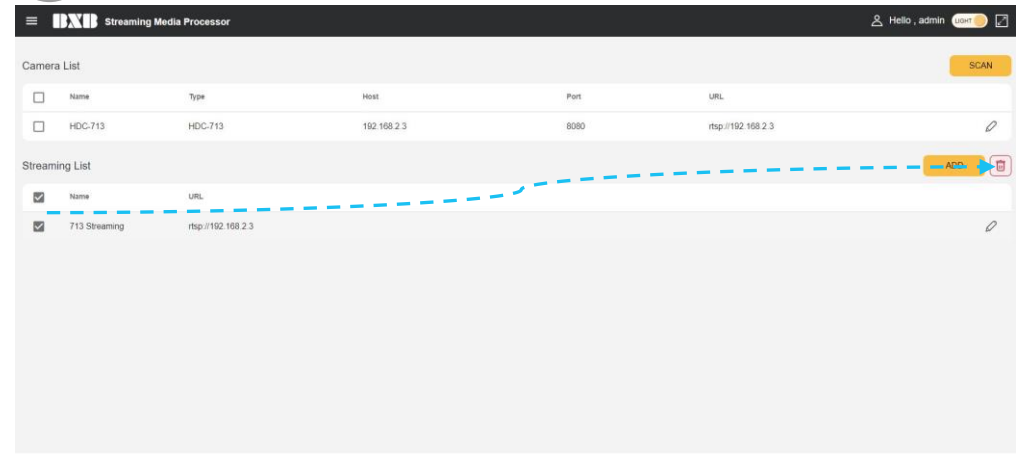 BXB Streaming Media Processor Hello , admin LIGHT
Camera List SCAN
Name Type Host Port URL
HDC-713 HDC-713 192.168.2.3 8080 rtsp://192.168.2.3
Streaming List ADD
Name URL
713 Streaming rtsp://192.168.2.3